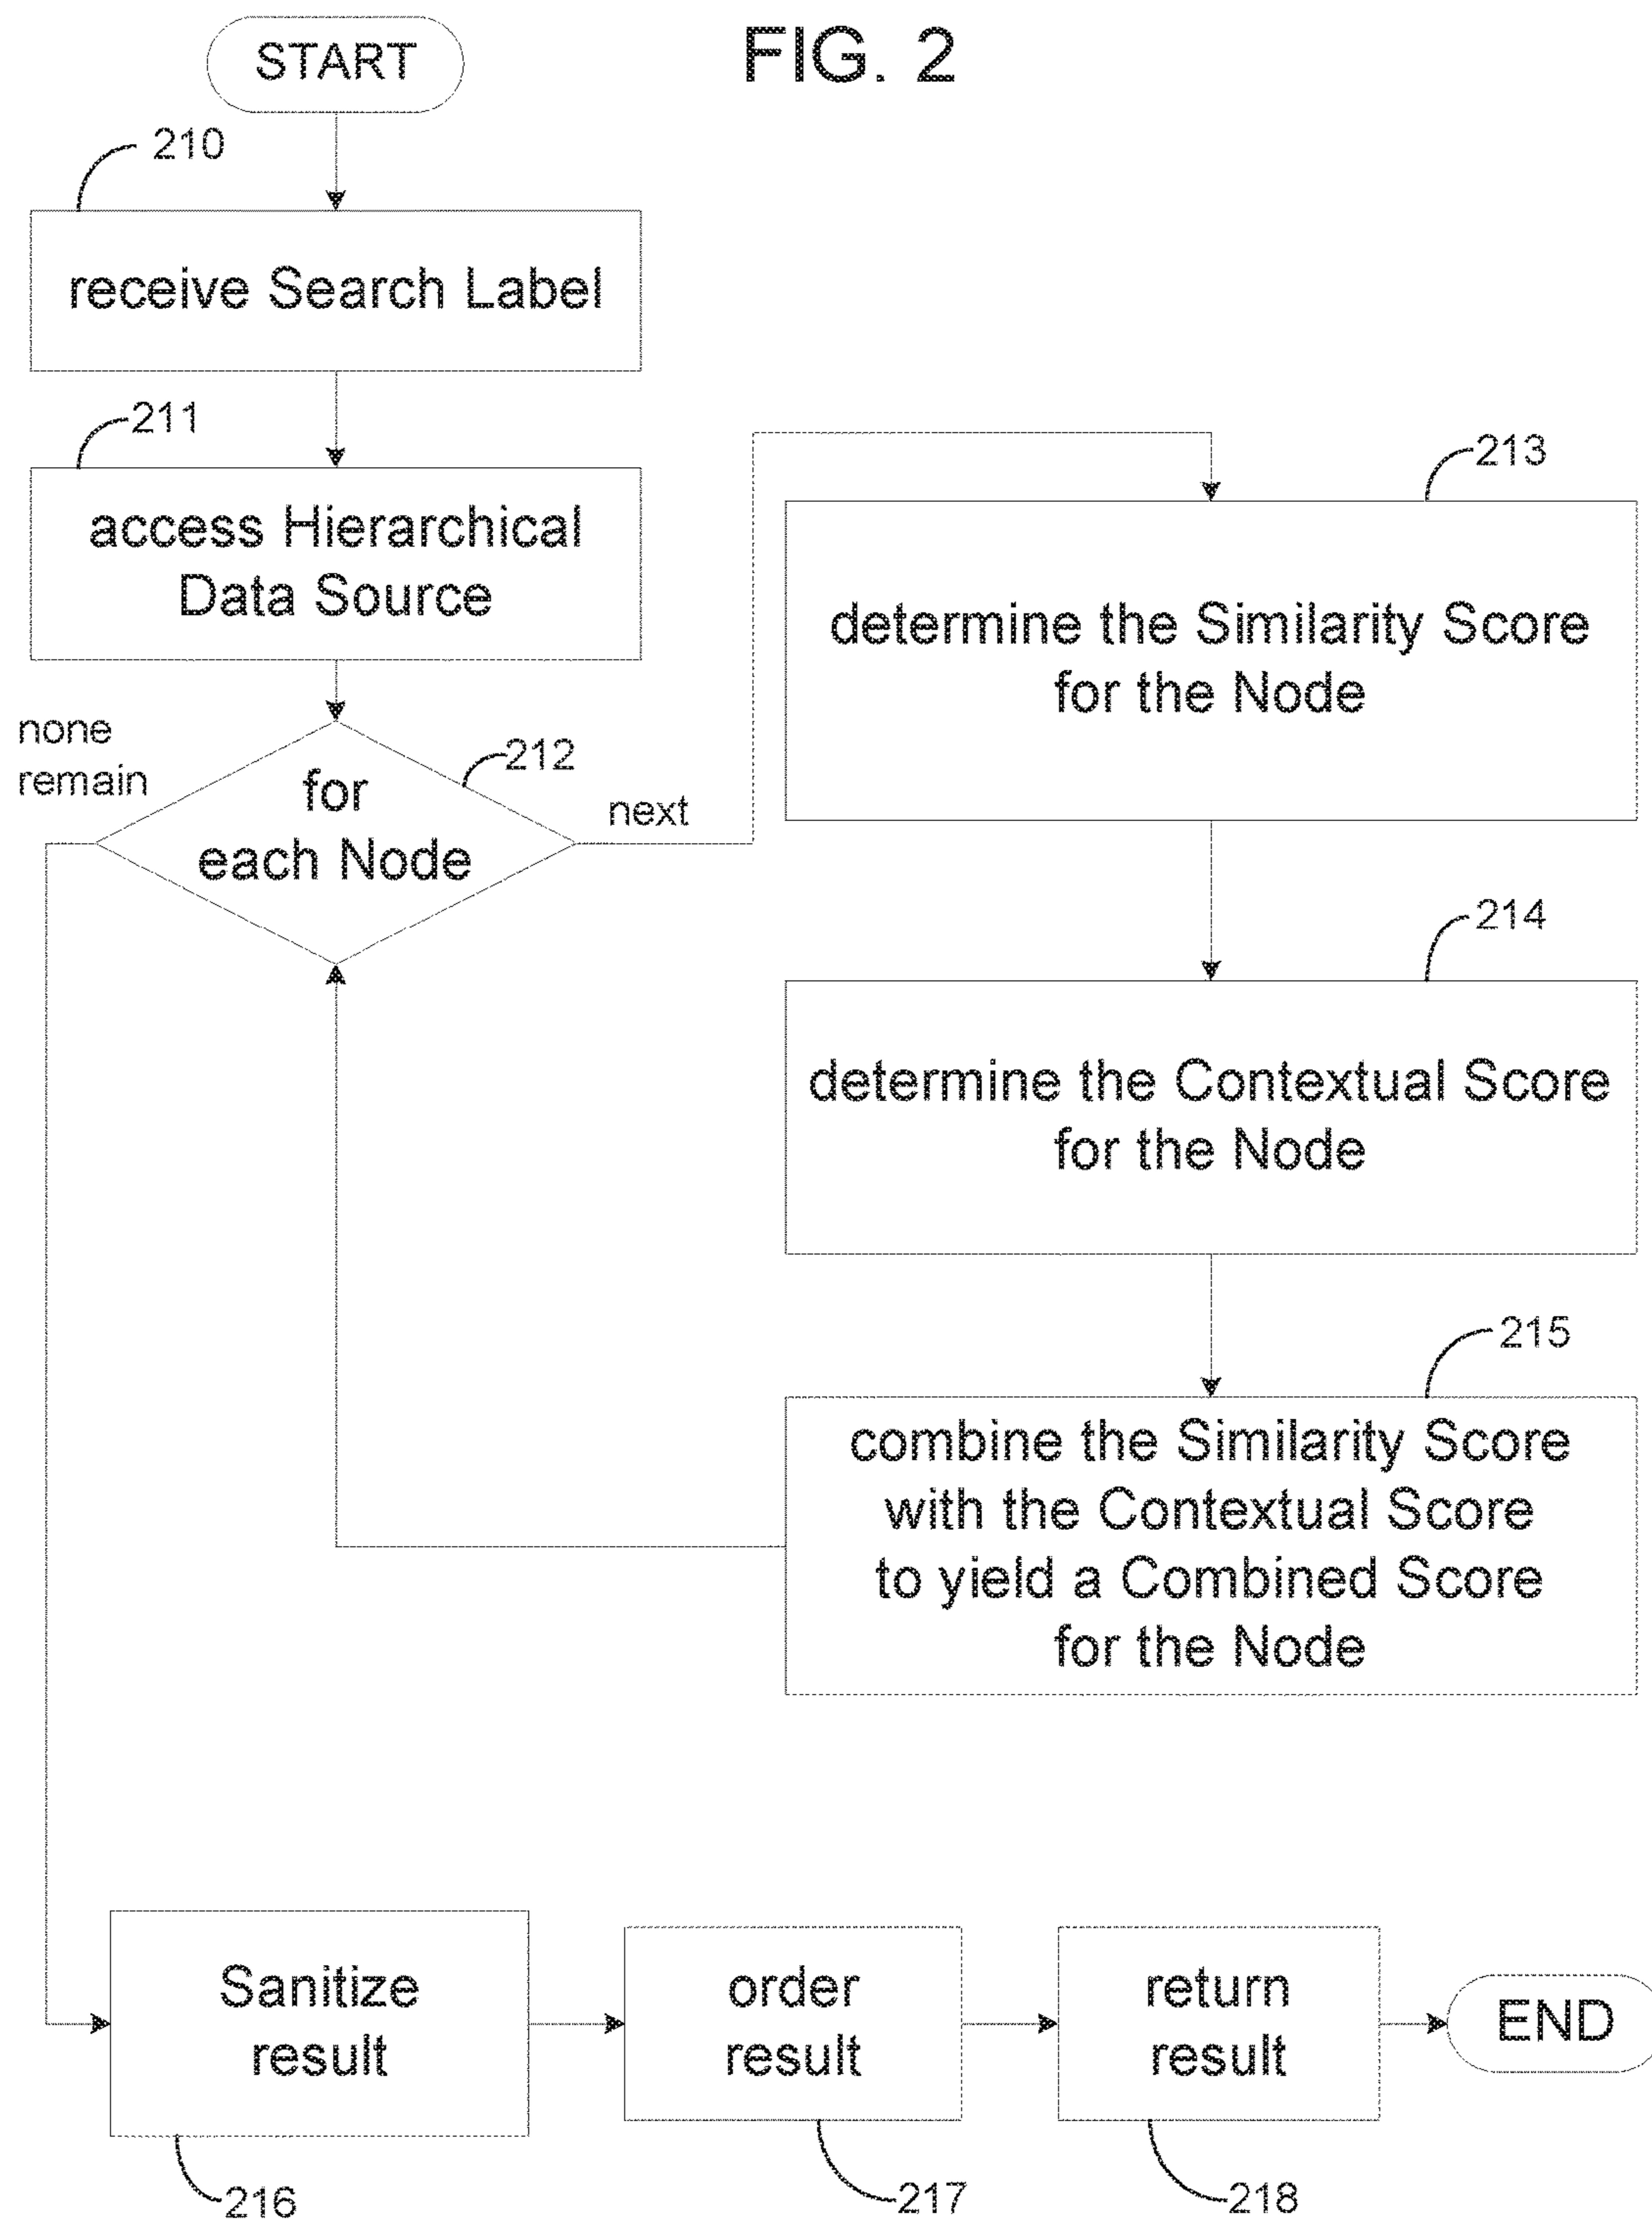 FIG. 2
START
210
receive Search Label
211
access Hierarchical
Data Source
none
remain
for
each Node
212
next
213
determine the Similarity Score
for the Node
214
determine the Contextual Score
for the Node
215
combine the Similarity Score
with the Contextual Score
to yield a Combined Score
for the Node
Sanitize
result
216
order
result
217
return
result
218
END